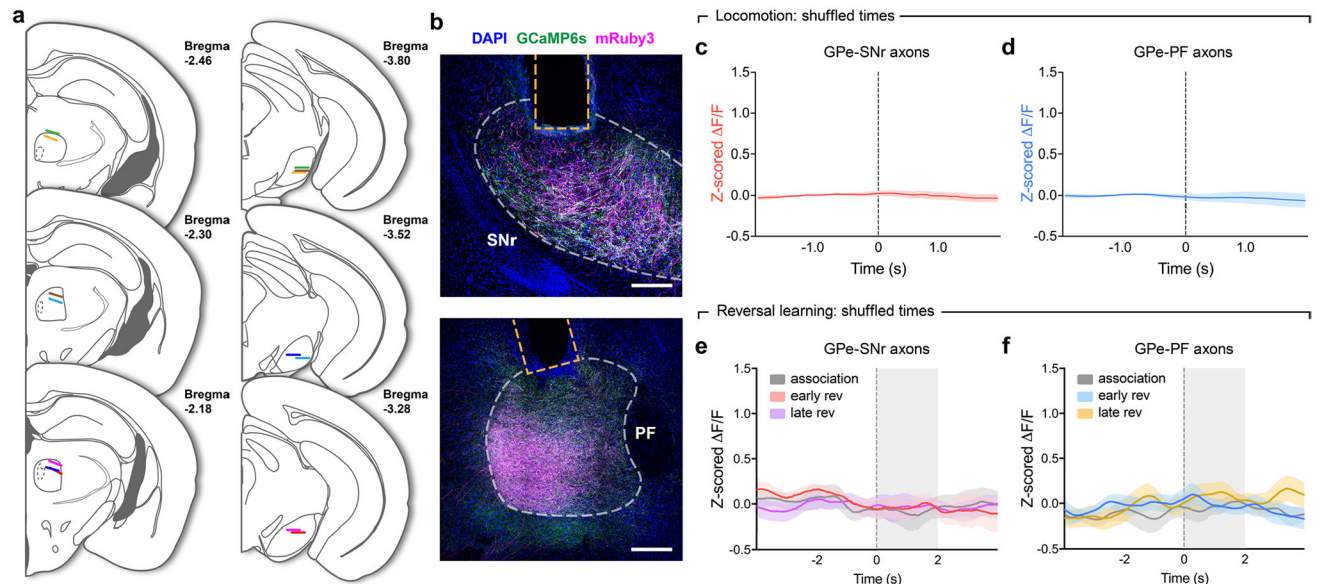 a
Bregma
-2.46
Bregma
-3.80
Bregma
-2.30
Bregma
-3.52
Bregma
-2.18
Bregma
-3.28
b
DAPI GCaMP6s mRuby3
SNr
PF
Locomotion: shuffled times
c
GPe-SNr axons
Z-scored ΔF/F
1.5
1.0
0.5
0.0
-0.5
-1.0 0 1.0
Time (s)
d
GPe-PF axons
Z-scored ΔF/F
1.5
1.0
0.5
0.0
-0.5
-1.0 0 1.0
Time (s)
Reversal learning: shuffled times
e
GPe-SNr axons
association
early rev
late rev
Z-scored ΔF/F
1.5
1.0
0.5
0.0
-0.5
-2 0 2
Time (s)
f
GPe-PF axons
association
early rev
late rev
Z-scored ΔF/F
1.5
1.0
0.5
0.0
-0.5
-2 0 2
Time (s)